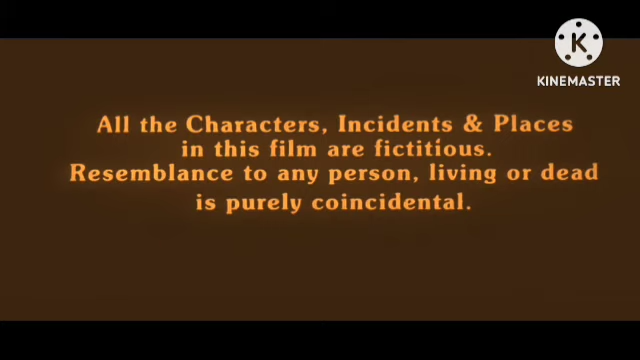 K
KINEMASTER
All the Characters, Incidents & Places
in this film are fictitious.
Resemblance to any person, living or dead
is purely coincidental.